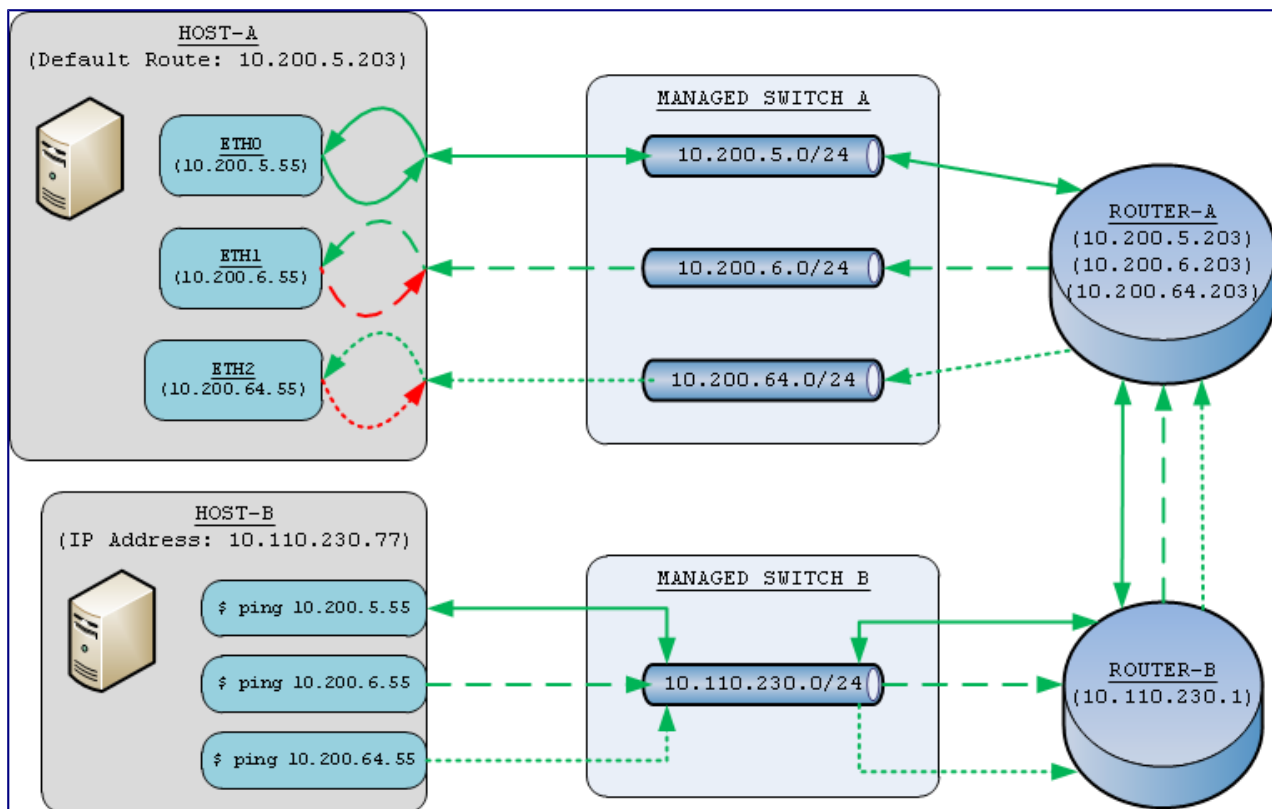 HOST-A
(Default Route: 10.200.5.203)
ETH0
(10.200.5.55)
ETH1
(10.200.6.55)
ETH2
(10.200.64.55)
MANAGED SWITCH A
10.200.5.0/24
10.200.6.0/24
10.200.64.0/24
ROUTER-A
(10.200.5.203)
(10.200.6.203)
(10.200.64.203)
HOST-B
(IP Address: 10.110.230.77)
$ ping 10.200.5.55
$ ping 10.200.6.55
$ ping 10.200.64.55
MANAGED SWITCH B
10.110.230.0/24
ROUTER-B
(10.110.230.1)